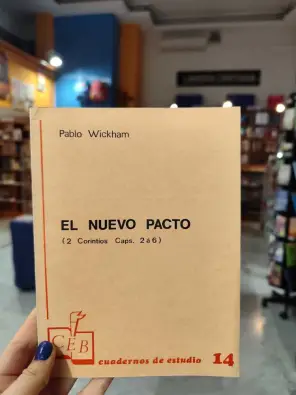 Pablo Wickham
EL NUEVO PACTO
(2 Corintios Caps. 2 a 6)
CEB
cuadernos de estudio 14